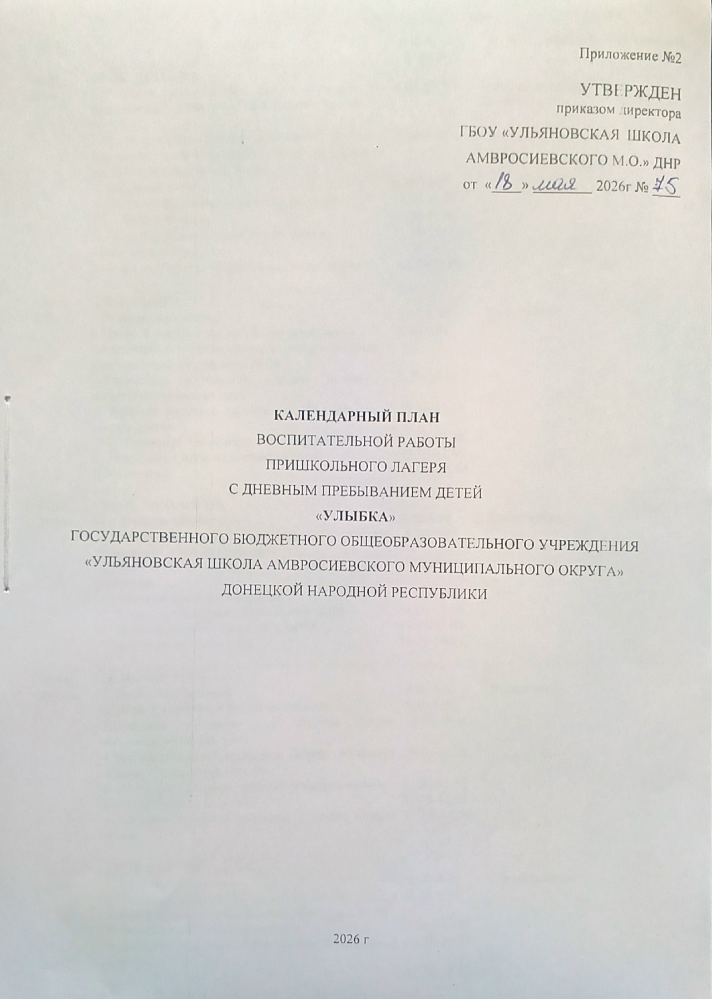 Приложение №2
УТВЕРЖДЕН
приказом директора
ГБОУ «УЛЬЯНОВСКАЯ ШКОЛА
АМВРОСИЕВСКОГО М.О.» ДНР
от «18» мая 2026г № 75
КАЛЕНДАРНЫЙ ПЛАН
ВОСПИТАТЕЛЬНОЙ РАБОТЫ
ПРИШКОЛЬНОГО ЛАГЕРЯ
С ДНЕВНЫМ ПРЕБЫВАНИЕМ ДЕТЕЙ
«УЛЫБКА»
ГОСУДАРСТВЕННОГО БЮДЖЕТНОГО ОБЩЕОБРАЗОВАТЕЛЬНОГО УЧРЕЖДЕНИЯ
«УЛЬЯНОВСКАЯ ШКОЛА АМВРОСИЕВСКОГО МУНИЦИПАЛЬНОГО ОКРУГА»
ДОНЕЦКОЙ НАРОДНОЙ РЕСПУБЛИКИ
2026 г